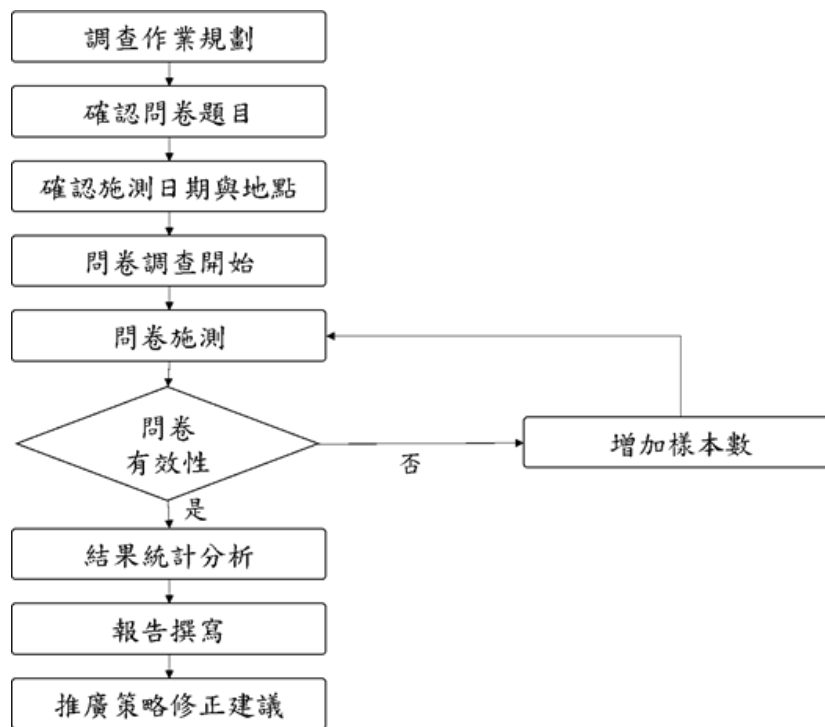 調查作業規劃
確認問卷題目
確認施測日期與地點
問卷調查開始
問卷施測
問卷
有效性
否
增加樣本數
是
結果統計分析
報告撰寫
推廣策略修正建議